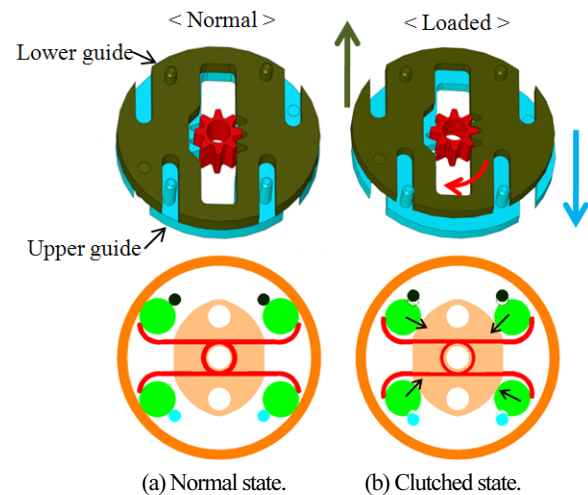 < Normal >
< Loaded >
Lower guide
Upper guide
(a) Normal state.
(b) Clutched state.